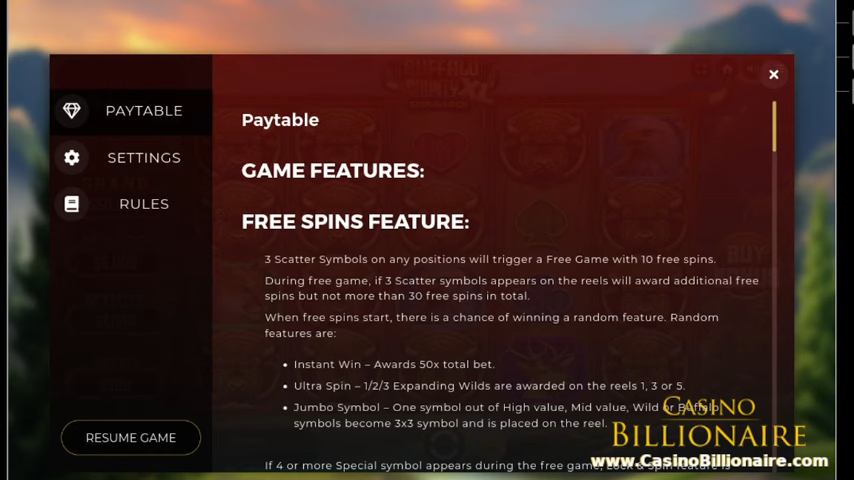 Paytable
PAYTABLE
SETTINGS
RULES
RESUME GAME
GAME FEATURES:
FREE SPINS FEATURE:
3 Scatter Symbols on any positions will trigger a Free Game with 10 free spins.
During free game, if 3 Scatter symbols appears on the reels will award additional free
spins but not more than 30 free spins in total.
When free spins start, there is a chance of winning a random feature. Random
features are:
• Instant Win – Awards 50x total bet.
• Ultra Spin – 1/2/3 Expanding Wilds are awarded on the reels 1, 3 or 5.
• Jumbo Symbol – One symbol out of High value, Mid value, Wild or Buffalo
symbols become 3x3 symbol and is placed on the reel.
If 4 or more Special symbol appears during the free game, Lock & Spin feature is
CASINO
BILLIONAIRE
www.CasinoBillionaire.com